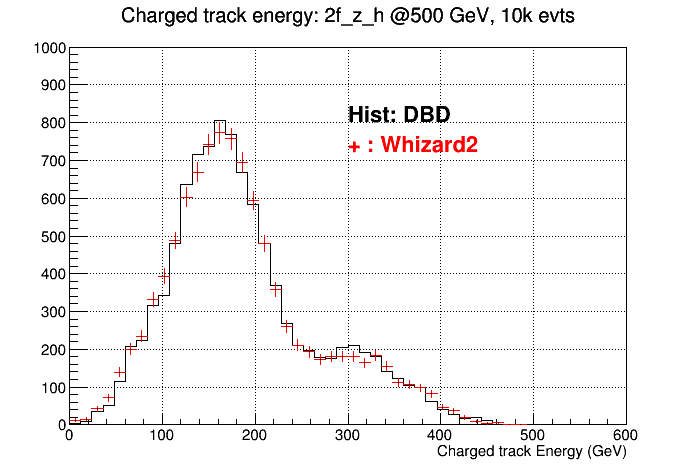 Charged track energy: 2f_z_h @500 GeV, 10k evts
1000
900
800
700
600
500
400
300
200
100
0
Hist: DBD
+ : Whizard2
0 100 200 300 400 500 600
Charged track Energy (GeV)